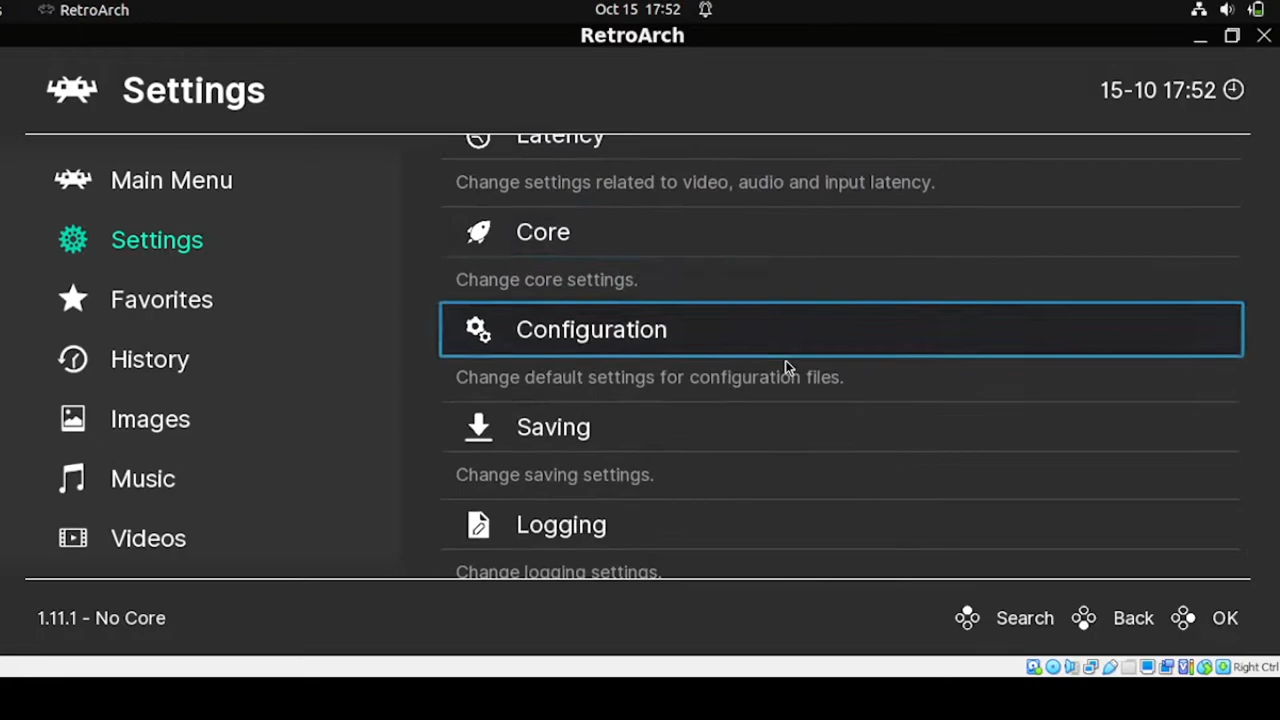 RetroArch
Oct 15 17:52
RetroArch
Settings
15-10 17:52
Main Menu
Settings
Favorites
History
Images
Music
Videos
Latency
Change settings related to video, audio and input latency.
Core
Change core settings.
Configuration
Change default settings for configuration files.
Saving
Change saving settings.
Logging
Change logging settings.
1.11.1 - No Core
Search
Back
OK
Right Ctrl